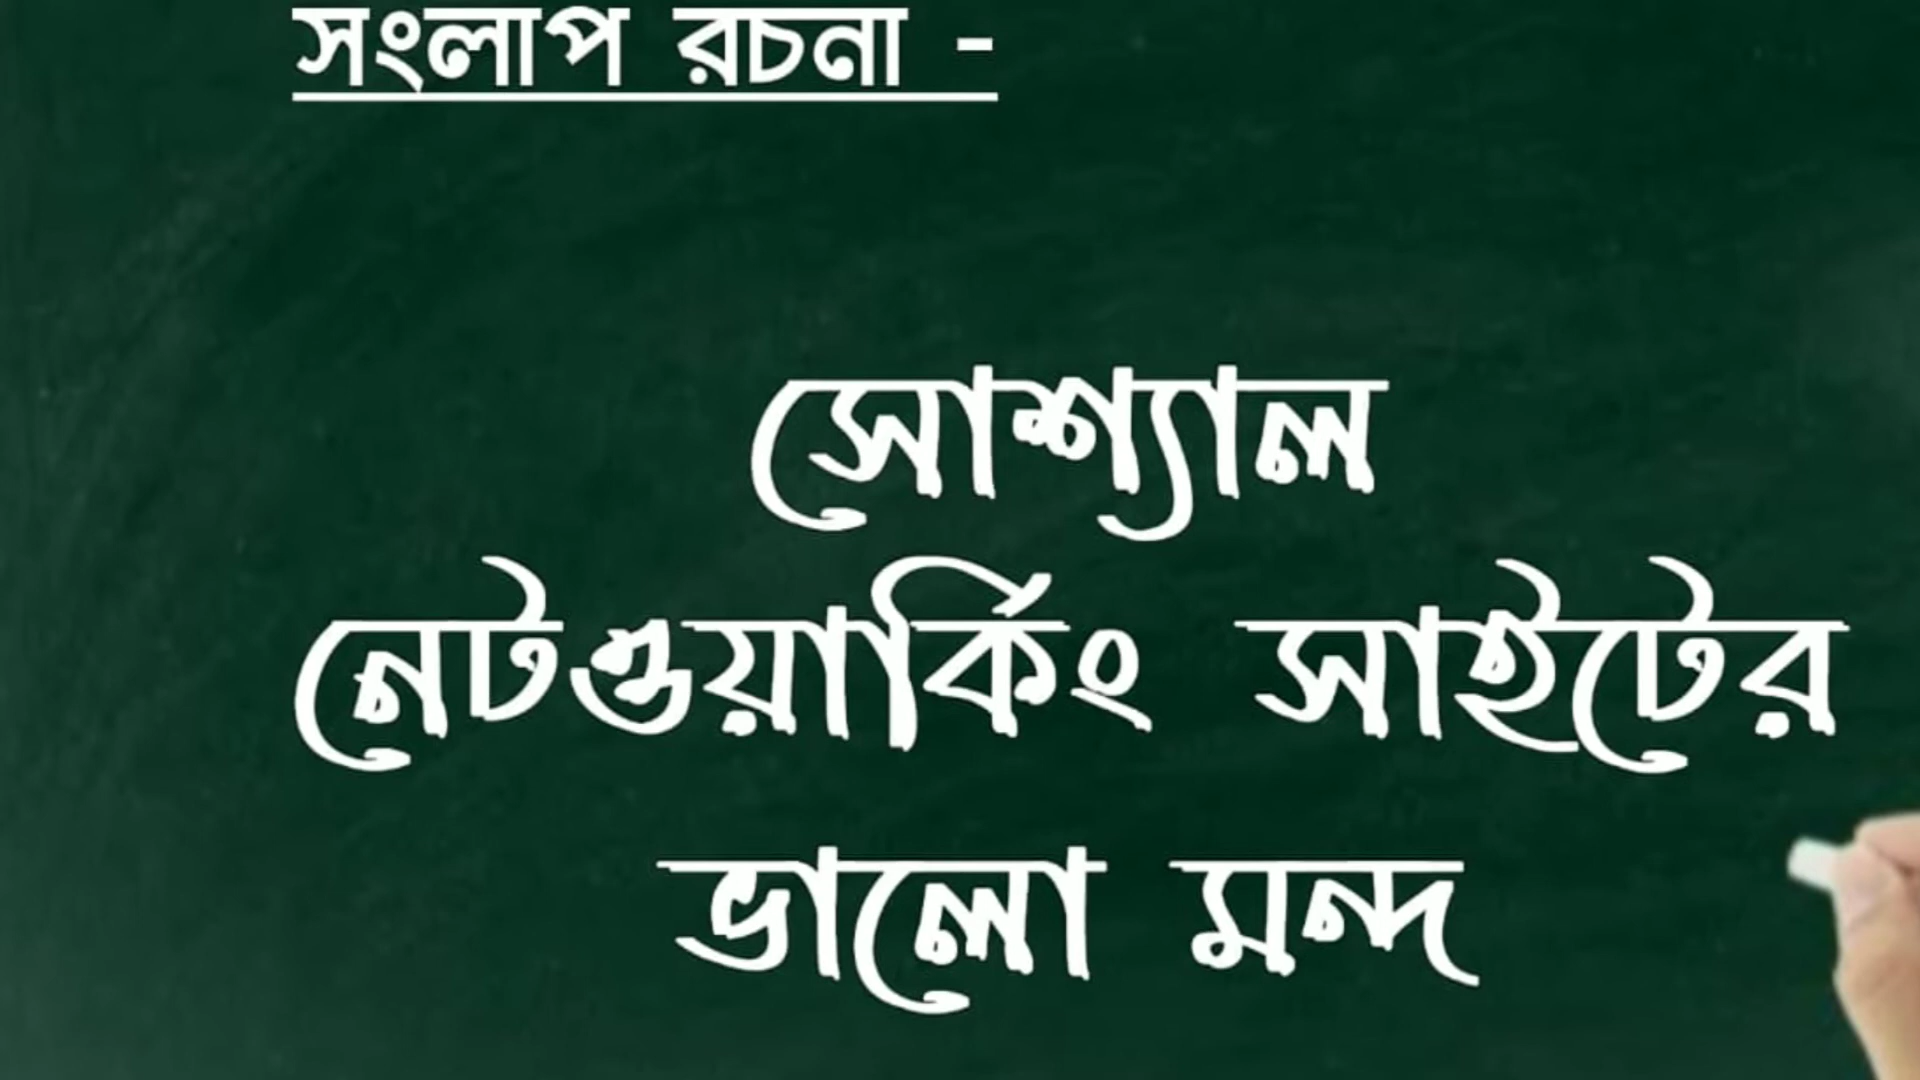 সংলাপ রচনা -
সোশ্যাল
নেটওয়ার্কিং সাইটের
ভালো মন্দ